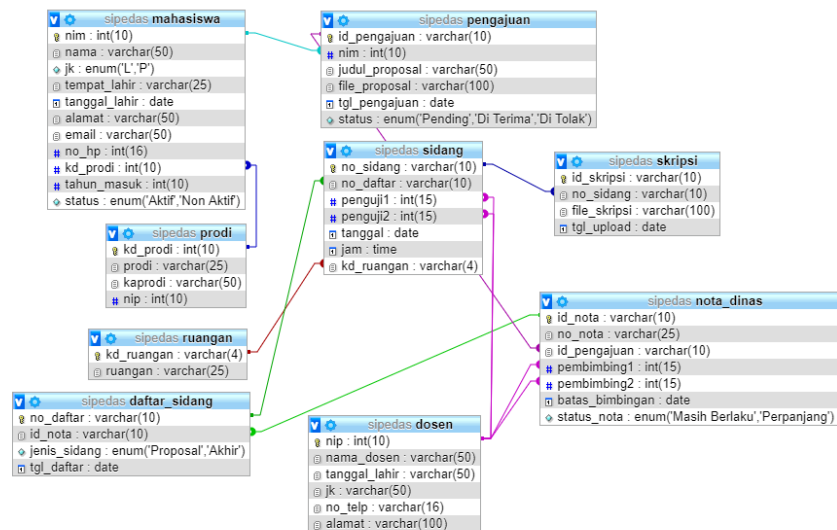 sipedas mahasiswa
nim : int(10)
nama : varchar(50)
jk : enum('L','P')
tempat_lahir : varchar(25)
tanggal_lahir : date
alamat : varchar(50)
email : varchar(50)
no_hp : int(16)
kd_prodi : int(10)
tahun_masuk : int(10)
status : enum('Aktif','Non Aktif')
sipedas pengajuan
id_pengajuan : varchar(10)
nim : int(10)
judul_proposal : varchar(50)
file_proposal : varchar(100)
tgl_pengajuan : date
status : enum('Pending','Di Terima','Di Tolak')
sipedas sidang
no_sidang : varchar(10)
no_daftar : varchar(10)
penguji1 : int(15)
penguji2 : int(15)
tanggal : date
jam : time
kd_ruangan : varchar(4)
sipedas skripsi
id_skripsi : varchar(10)
no_sidang : varchar(10)
file_skripsi : varchar(100)
tgl_upload : date
sipedas prodi
kd_prodi : int(10)
prodi : varchar(25)
kaprodi : varchar(50)
nip : int(10)
sipedas ruangan
kd_ruangan : varchar(4)
ruangan : varchar(25)
sipedas nota_dinas
id_nota : varchar(10)
no_nota : varchar(25)
id_pengajuan : varchar(10)
pembimbing1 : int(15)
pembimbing2 : int(15)
batas_bimbingan : date
status_nota : enum('Masih Berlaku','Perpanjang')
sipedas daftar_sidang
no_daftar : varchar(10)
id_nota : varchar(10)
jenis_sidang : enum('Proposal','Akhir')
tgl_daftar : date
sipedas dosen
nip : int(10)
nama_dosen : varchar(50)
tanggal_lahir : varchar(50)
jk : varchar(50)
no_telp : varchar(16)
alamat : varchar(100)